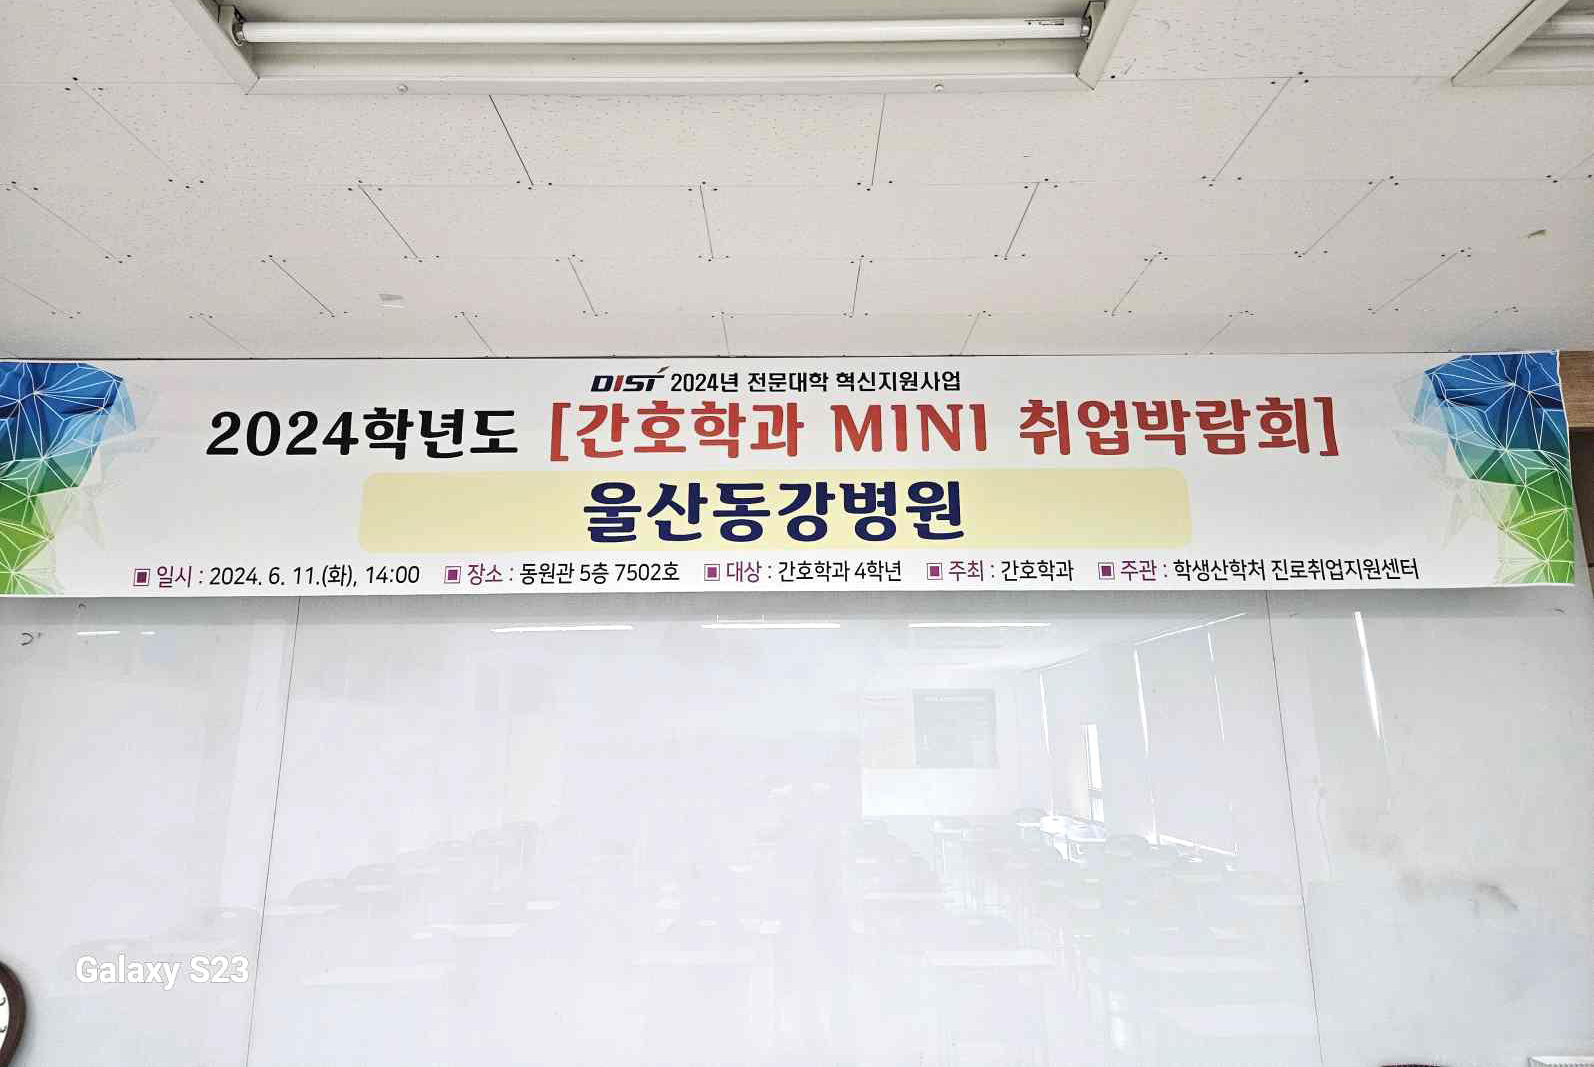 DIST 2024년 전문대학 혁신지원사업
2024학년도 [간호학과 MINI 취업박람회]
울산동강병원
▣ 일시 : 2024. 6. 11.(화), 14:00 ▣ 장소 : 동원관 5층 7502호 ▣ 대상 : 간호학과 4학년 ▣ 주최 : 간호학과 ▣ 주관 : 학생산학처 진로취업지원센터
Galaxy S23